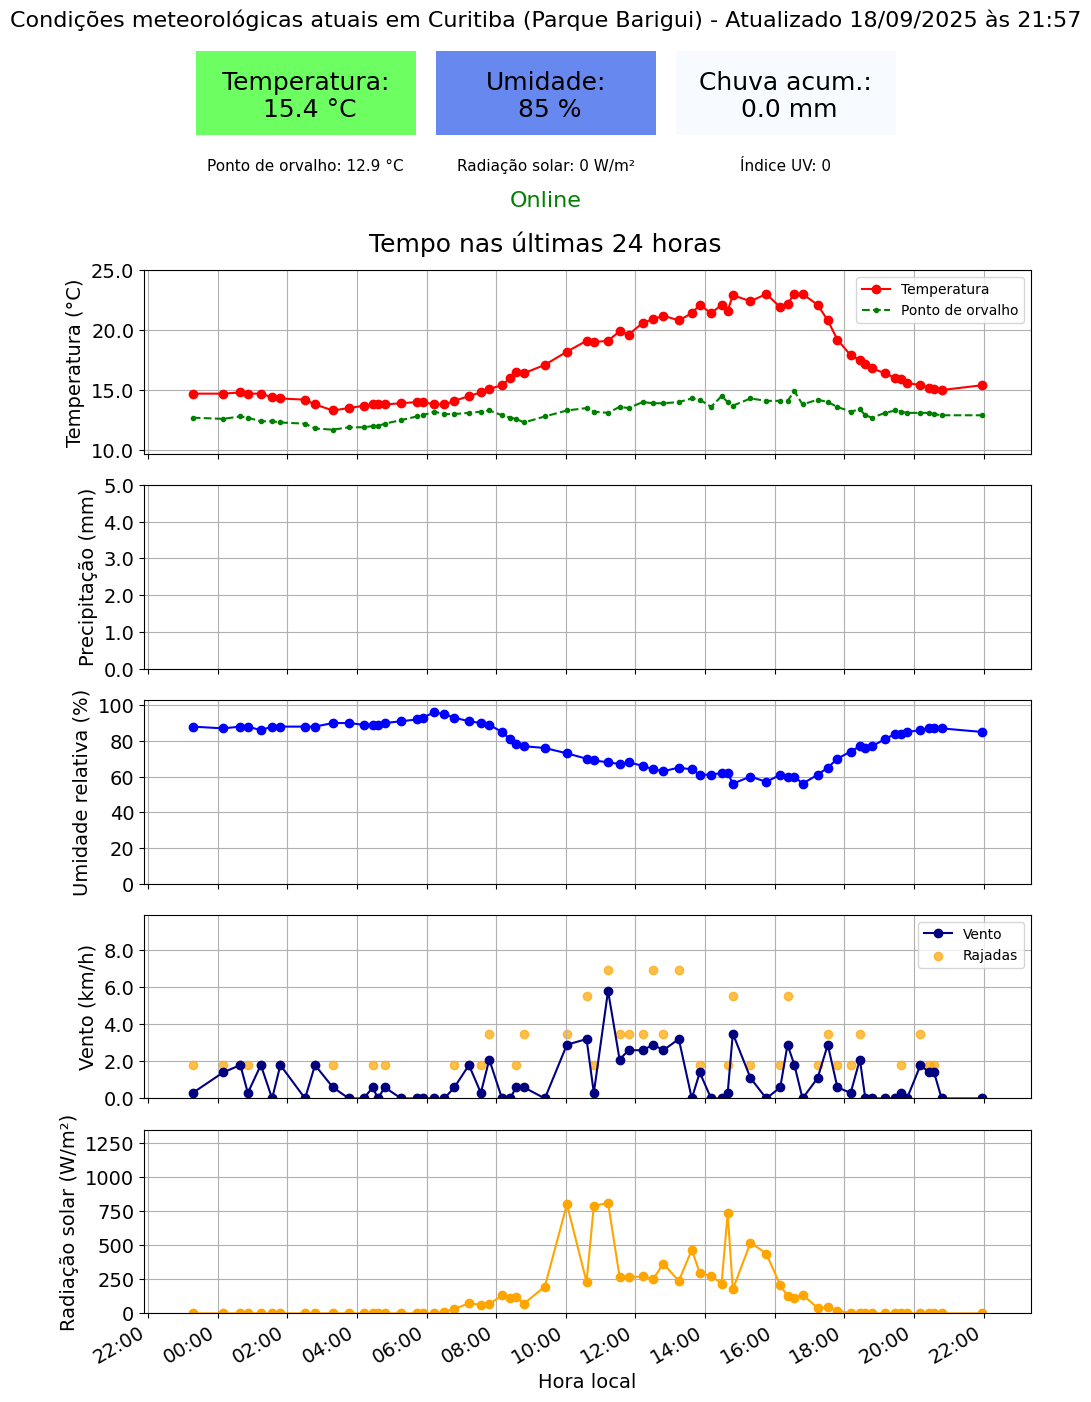 Condições meteorológicas atuais em Curitiba (Parque Barigui) - Atualizado 18/09/2025 às 21:57
Temperatura:
15.4 °C
Umidade:
85 %
Chuva acum.:
0.0 mm
Ponto de orvalho: 12.9 °C
Radiação solar: 0 W/m²
Índice UV: 0
Online
Tempo nas últimas 24 horas
Temperatura (°C)
25.0
20.0
15.0
10.0
Temperatura
Ponto de orvalho
Precipitação (mm)
5.0
4.0
3.0
2.0
1.0
0.0
Umidade relativa (%)
100
80
60
40
20
0
Vento (km/h)
8.0
6.0
4.0
2.0
0.0
Vento
Rajadas
Radiação solar (W/m²)
1250
1000
750
500
250
0
22:00
00:00
02:00
04:00
06:00
08:00
10:00
12:00
14:00
16:00
18:00
20:00
22:00
Hora local